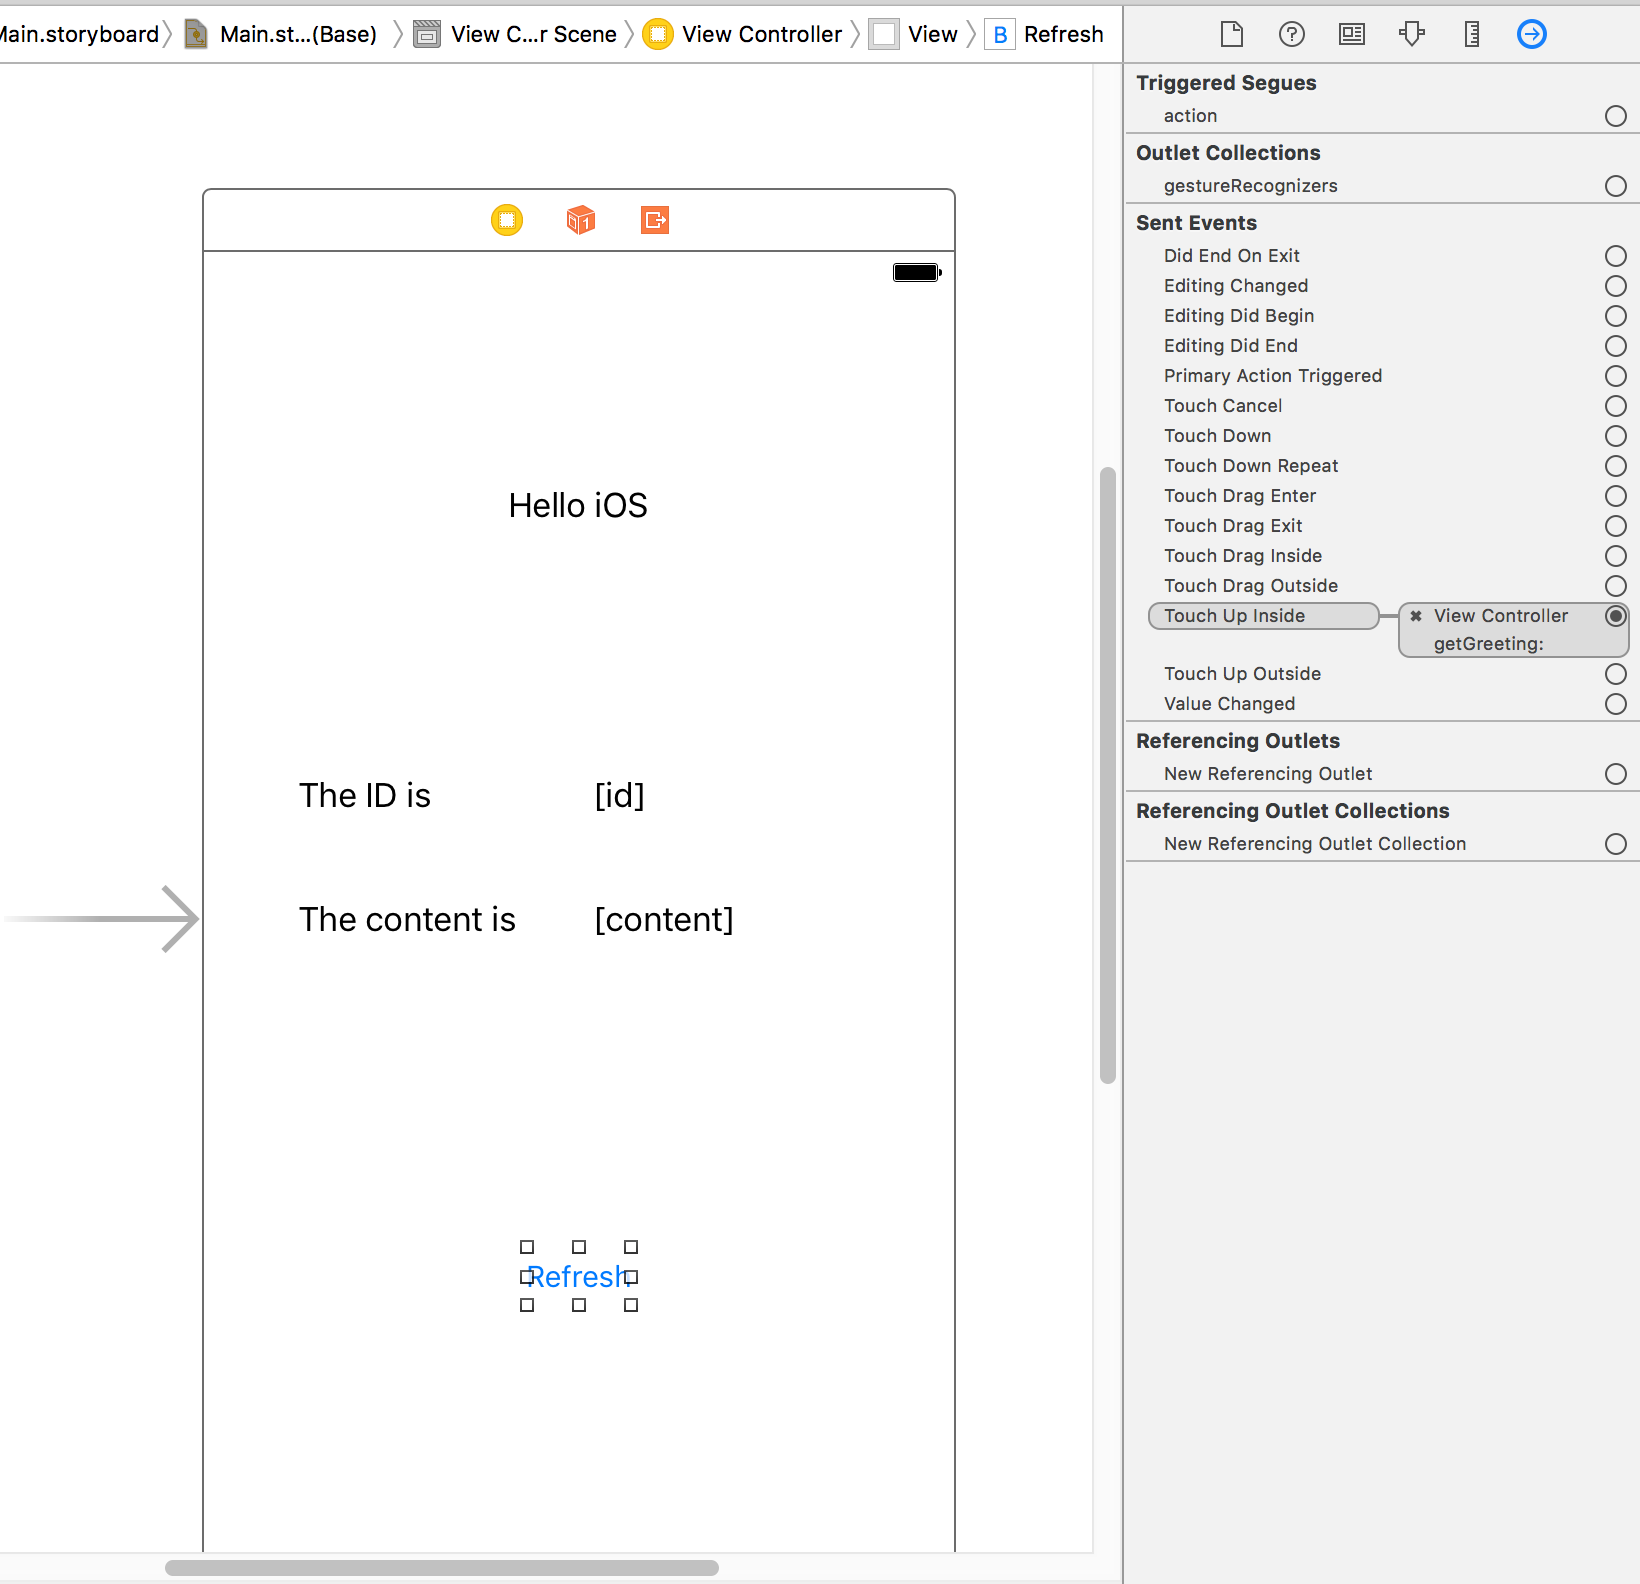 Main.storyboard Main.st...(Base) View C...r Scene View Controller View B Refresh
Triggered Segues
action
Outlet Collections
gestureRecognizers
Sent Events
Did End On Exit
Editing Changed
Editing Did Begin
Editing Did End
Primary Action Triggered
Touch Cancel
Touch Down
Touch Down Repeat
Touch Drag Enter
Touch Drag Exit
Touch Drag Inside
Touch Drag Outside
Touch Up Inside View Controller
getGreeting:
Touch Up Outside
Value Changed
Referencing Outlets
New Referencing Outlet
Referencing Outlet Collections
New Referencing Outlet Collection
1
Hello iOS
The ID is [id]
The content is [content]
Refresh